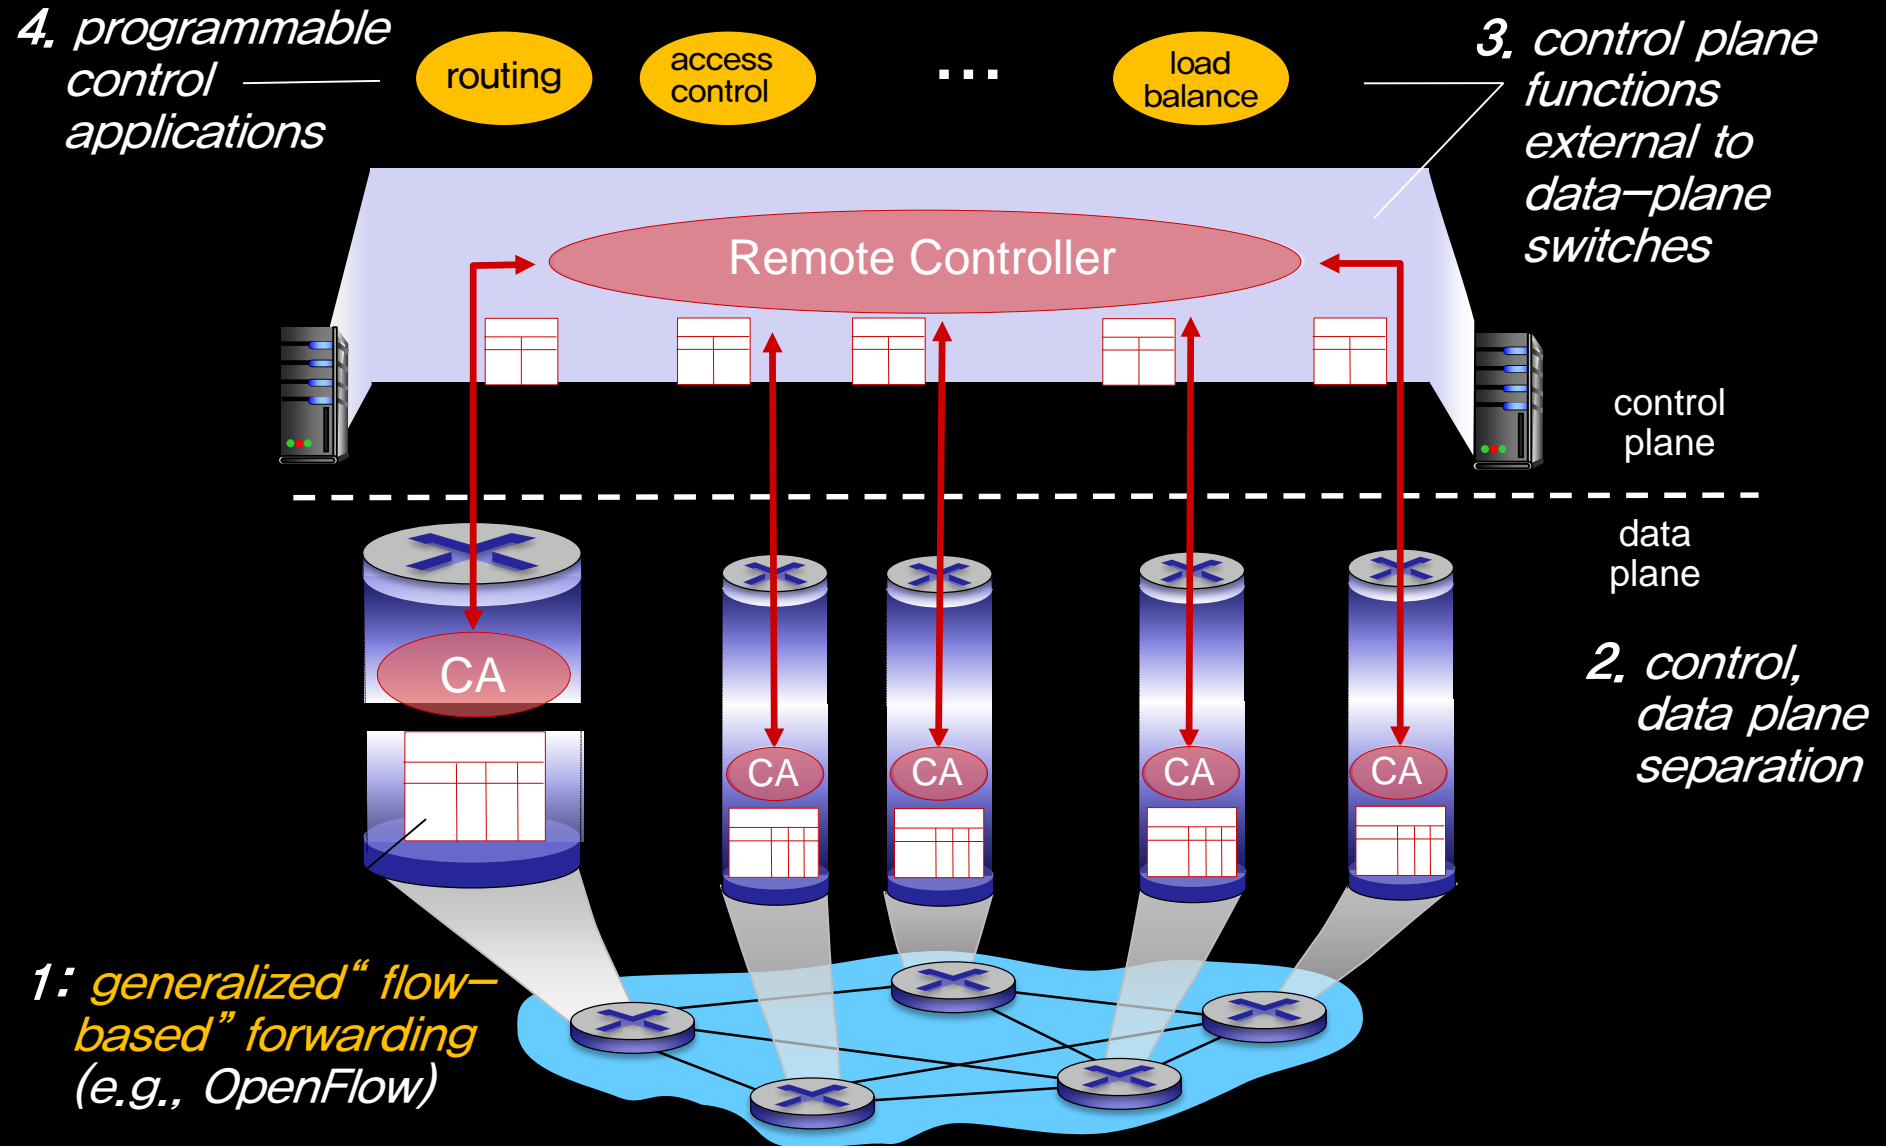 4. programmable
control
applications
routing
access
control
...
load
balance
3. control plane
functions
external to
data-plane
switches
Remote Controller
control
plane
data
plane
CA
CA
CA
CA
CA
2. control,
data plane
separation
1: generalized“ flow-
based” forwarding
(e.g., OpenFlow)